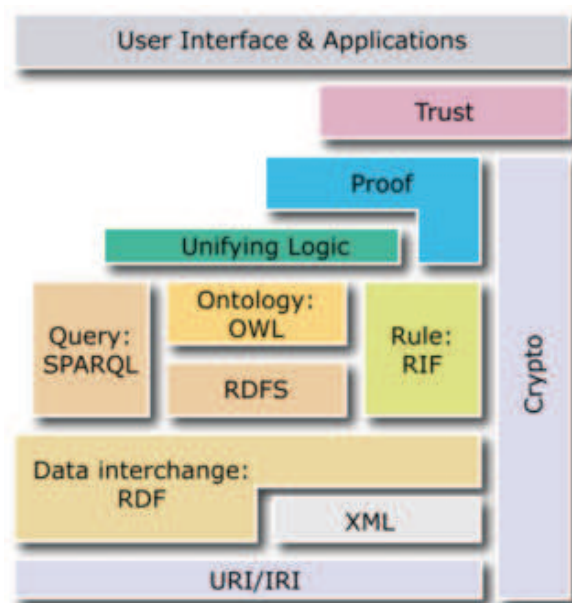 User Interface & Applications
Trust
Proof
Unifying Logic
Query:
SPARQL
Ontology:
OWL
RDFS
Rule:
RIF
Crypto
Data interchange:
RDF
XML
URI/IRI